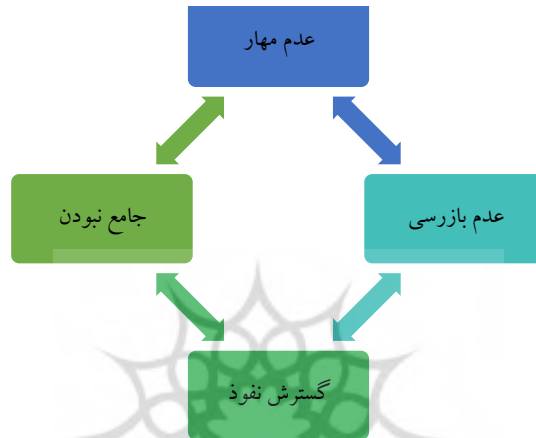 عدم مهار
عدم بازرسی
جامع نبودن
گسترش نفوذ